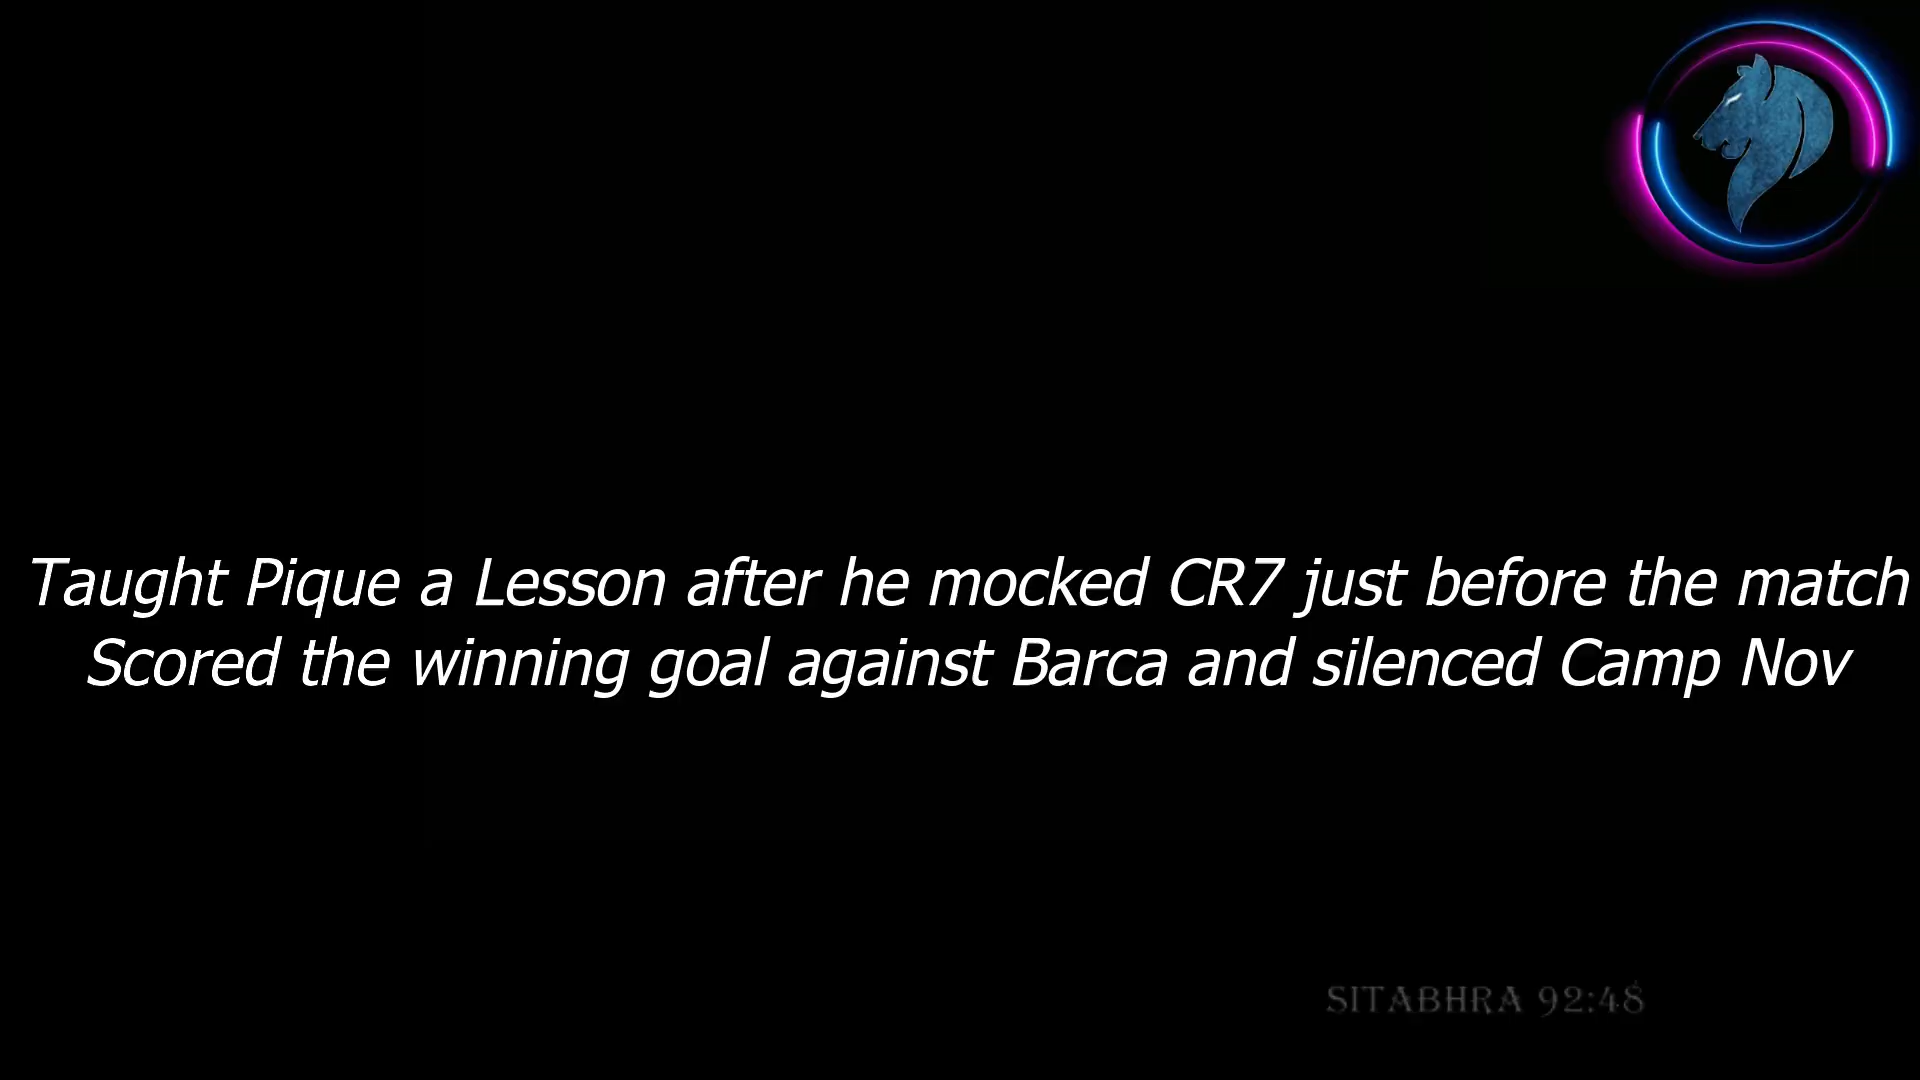 Taught Pique a Lesson after he mocked CR7 just before the match
Scored the winning goal against Barca and silenced Camp Nov
SITABHRA 92:48